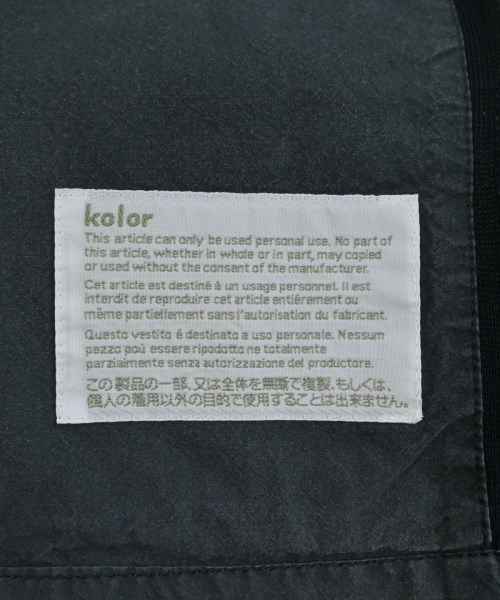 kolor
This article can only be used personal use. No part of
this article, whether in whole or in part, may copied
or used without the consent of the manufacturer.
Cet article est destiné à un usage personnel. Il est
interdit de reproduire cet article entiérement ou
même partiellement sans l'autorisation du fabricant.
Questo vestito é destinato a uso personale. Nessum
pezzo poù essere ripodotto ne totalmente
parzialmente senza autorizzazione del produttore.
この製品の一部、又は全体を無断で複製、もしくは、
個人の着用以外の目的で使用することは出来ません。